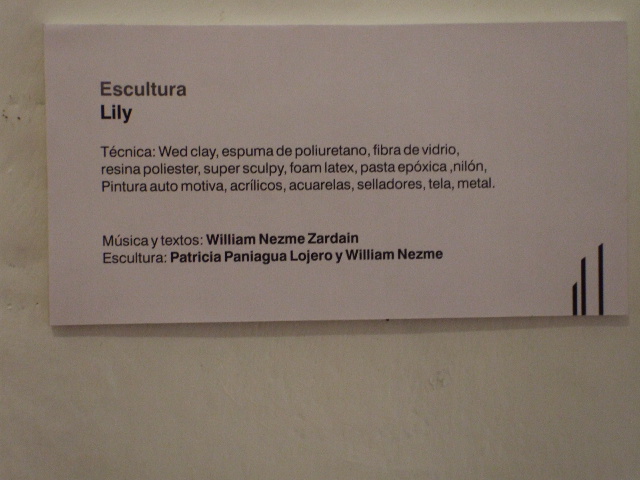 Escultura
Lily
Técnica: Wed clay, espuma de poliuretano, fibra de vidrio,
resina poliester, super sculpy, foam latex, pasta epóxica ,nilón,
Pintura auto motiva, acrílicos, acuarelas, selladores, tela, metal.
Música y textos: William Nezme Zardain
Escultura: Patricia Paniagua Lojero y William Nezme